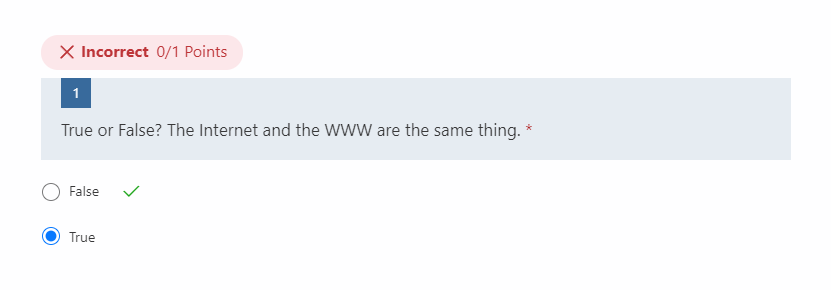 Incorrect 0/1 Points
1
True or False? The Internet and the WWW are the same thing. *
False
True